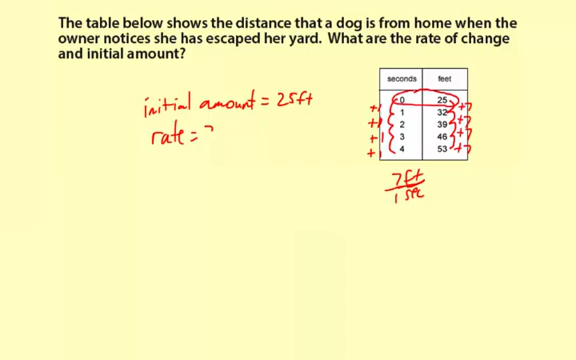 The table below shows the distance that a dog is from home when the
owner notices she has escaped her yard. What are the rate of change
and initial amount?
seconds feet
initial amount = 25ft
0 25
+1 1 32 +7
rate = 7
+1 2 39 +7
+1 3 46 +7
+1 4 53 +7
7ft
1 sec